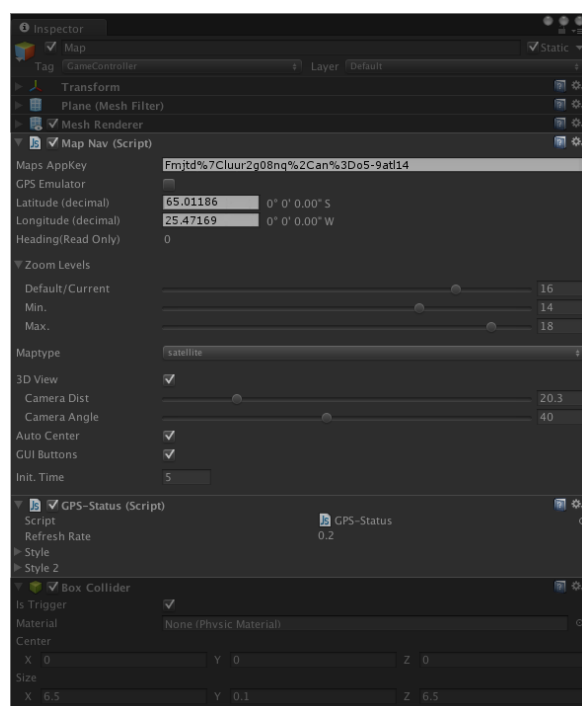 Inspector
Map Static
Tag GameController Layer Default
Transform
Plane (Mesh Filter)
Mesh Renderer
Map Nav (Script)
Maps AppKey Fmjtd%7Cluur2g08nq%2Can%3Do5-9atl14
GPS Emulator
Latitude (decimal) 65.01186 0° 0' 0.00" S
Longitude (decimal) 25.47169 0° 0' 0.00" W
Heading(Read Only) 0
Zoom Levels
Default/Current 16
Min. 14
Max. 18
Maptype satellite
3D View
Camera Dist 20.3
Camera Angle 40
Auto Center
GUI Buttons
Init. Time 5
GPS-Status (Script)
Script GPS-Status
Refresh Rate 0.2
Style
Style 2
Box Collider
Is Trigger
Material None (Physic Material)
Center
X 0 Y 0 Z 0
Size
X 6.5 Y 0.1 Z 6.5